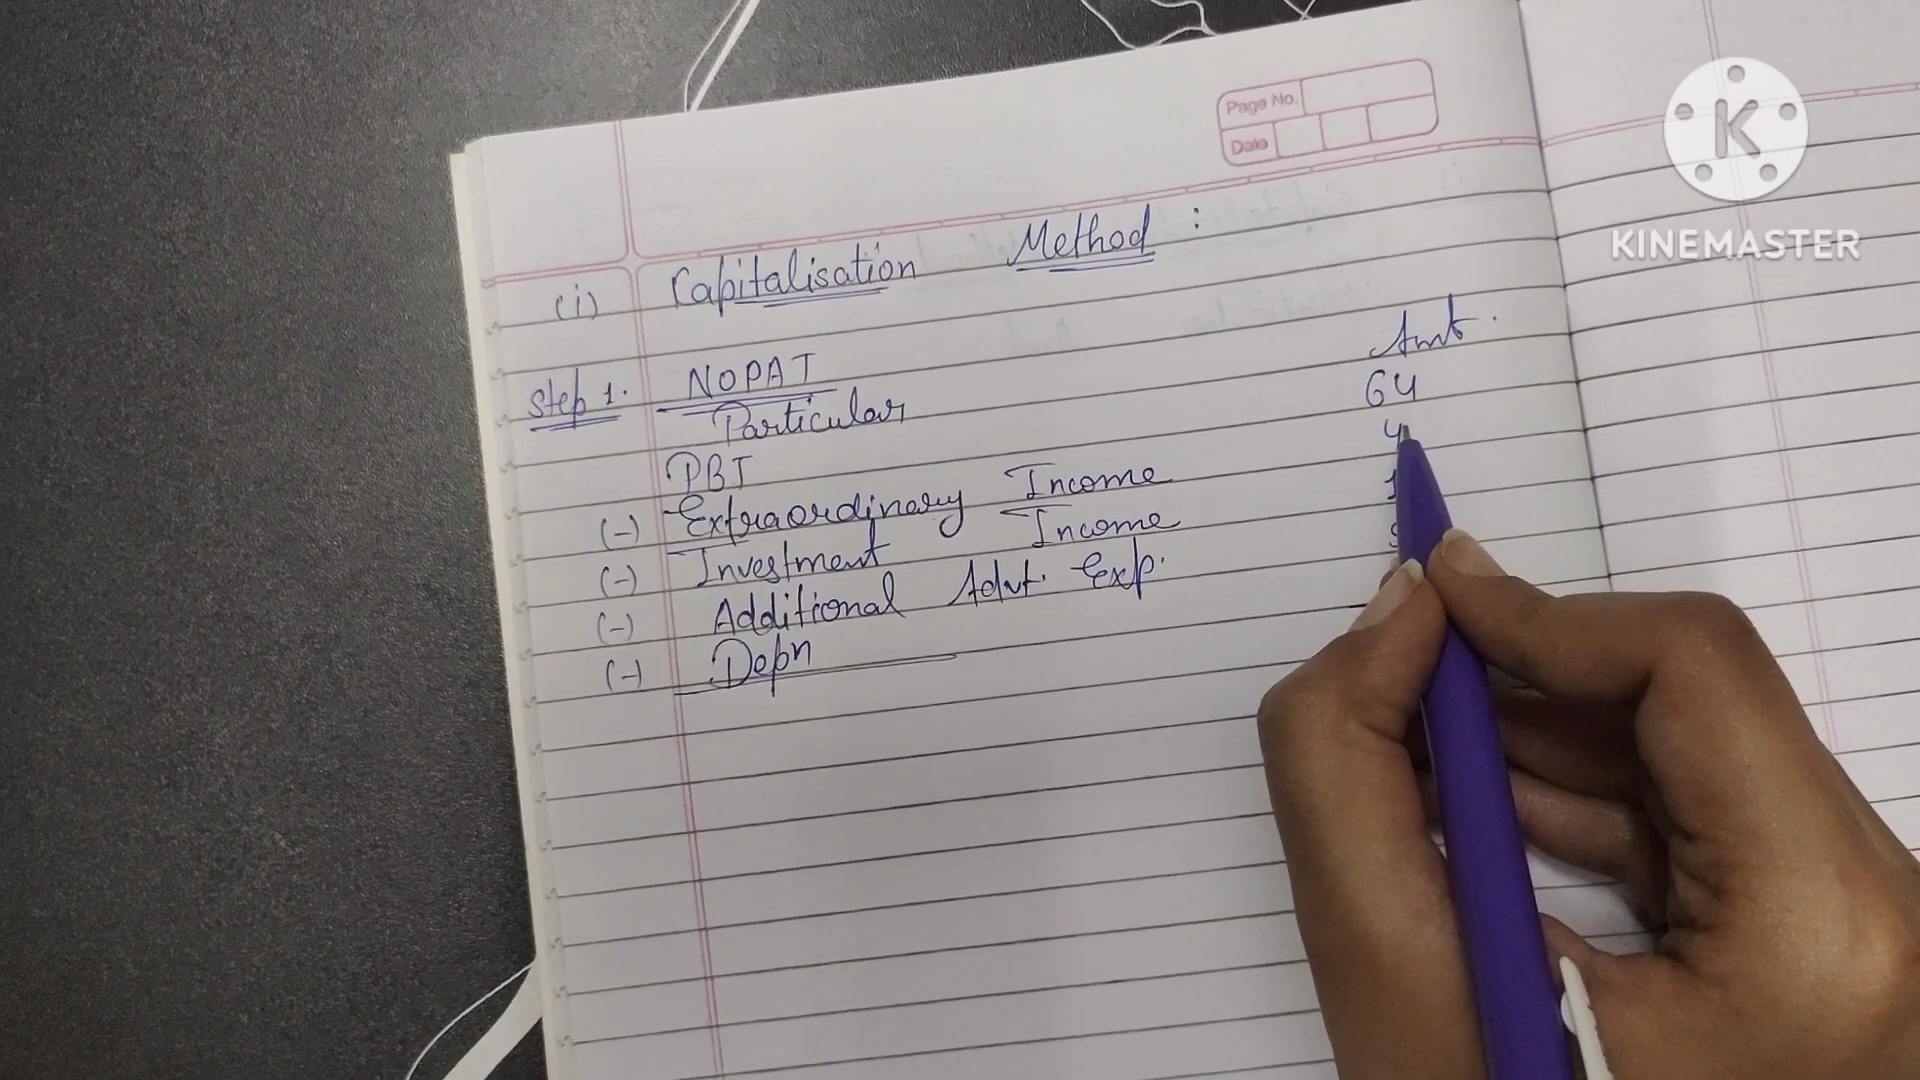 Page No.
Date
KINEMASTER
(i) Capitalisation Method :
Step 1. NOPAT
Particular Amt.
PBT 64
(-) Extraordinary Income 4
(-) Investment Income 1
(-) Additional Advt. Exp.
(-) Depn